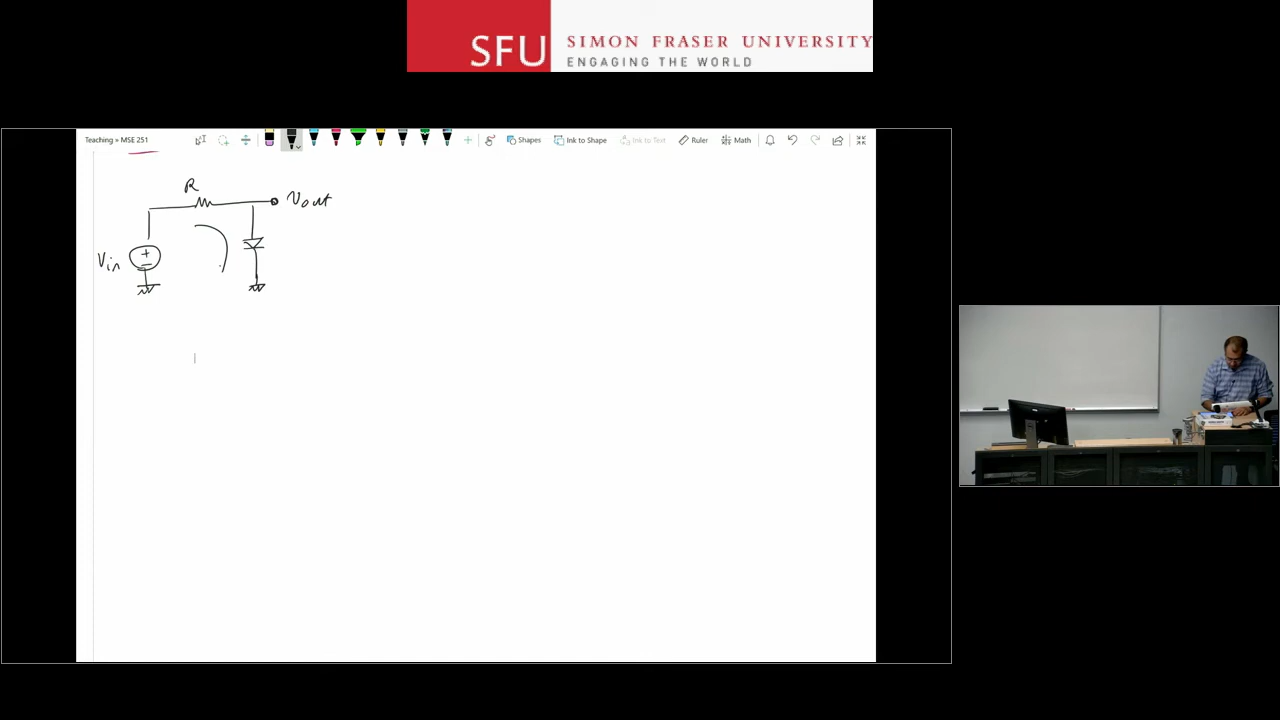 SFU SIMON FRASER UNIVERSITY
ENGAGING THE WORLD
Teaching > MSE 251
Shapes
Ink to Shape
Ink to Text
Ruler
Math
R
Vout
Vin
+
−